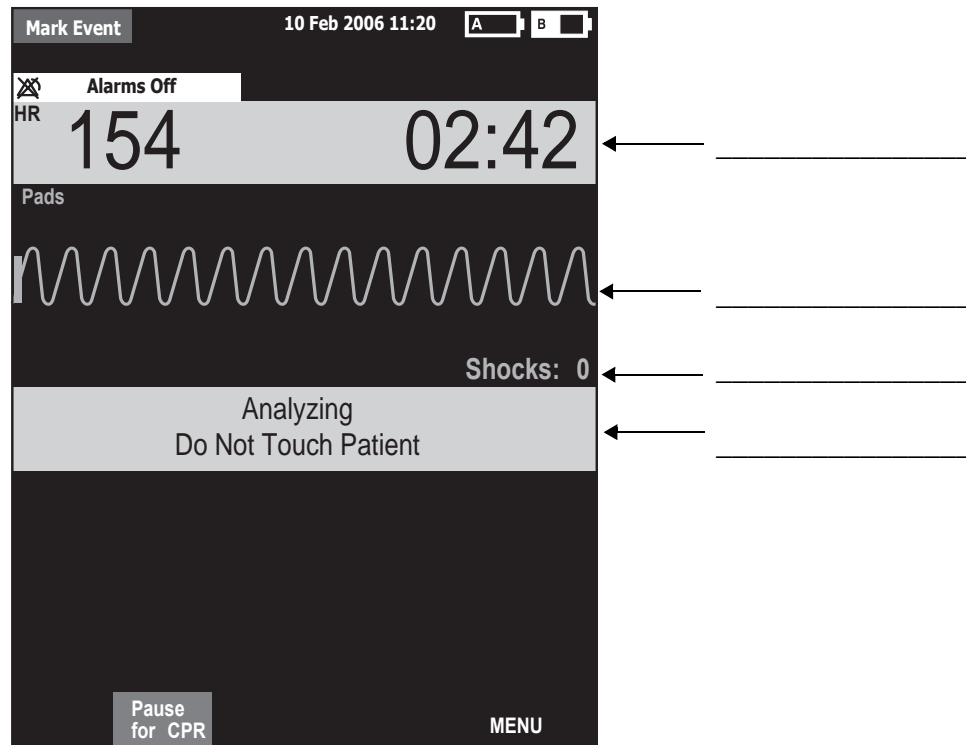 Mark Event 10 Feb 2006 11:20 A B
Alarms Off
HR 154 02:42
Pads
Shocks: 0
Analyzing
Do Not Touch Patient
Pause
for CPR
MENU